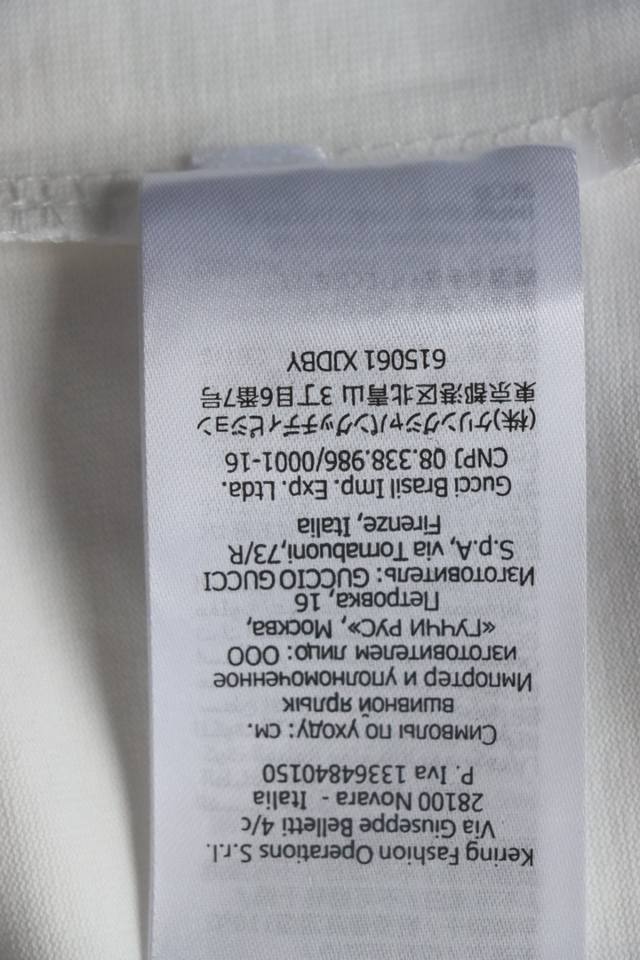 Kering Fashion Operations S.r.l.
Via Giuseppe Belletti 4/c
28100 Novara - Italia
P. Iva 13364840150
Символы по уходу: см.
вшивной ярлык
Импортер и уполномоченное
изготовителем лицом: ООО
«ГУЧЧИ РУС», Москва,
Петровка, 16
Изготовитель: GUCCIO GUCCI
S.p.A, via Tornabuoni,73/R
Firenze, Italia
Gucci Brasil Imp. Exp. Ltda.
CNPJ 08.338.986/0001-16
(株)ケリングジャパングッチディビジョン
東京都港区北青山 3丁目6番7号
615061 XJDBY